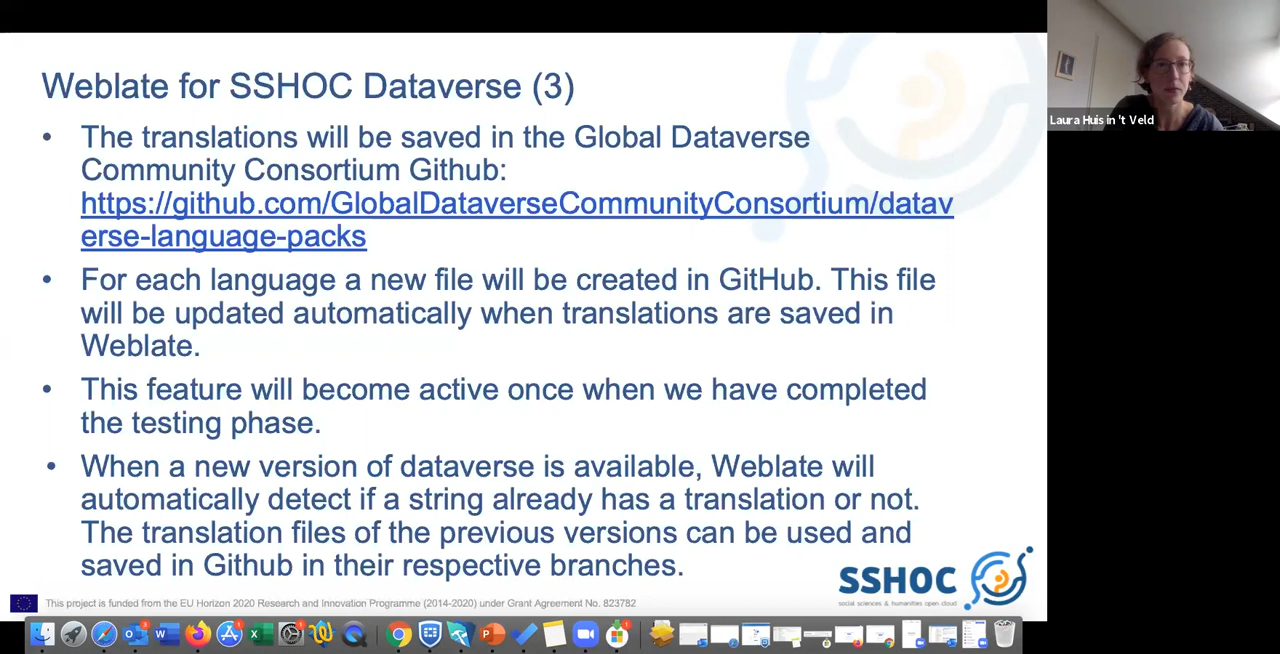 Weblate for SSHOC Dataverse (3)
• The translations will be saved in the Global Dataverse
Community Consortium Github:
https://github.com/GlobalDataverseCommunityConsortium/datav
erse-language-packs
• For each language a new file will be created in GitHub. This file
will be updated automatically when translations are saved in
Weblate.
• This feature will become active once when we have completed
the testing phase.
• When a new version of dataverse is available, Weblate will
automatically detect if a string already has a translation or not.
The translation files of the previous versions can be used and
saved in Github in their respective branches.
SSHOC
social sciences & humanities open cloud
This project is funded from the EU Horizon 2020 Research and Innovation Programme (2014-2020) under Grant Agreement No. 823782
Laura Huis in 't Veld